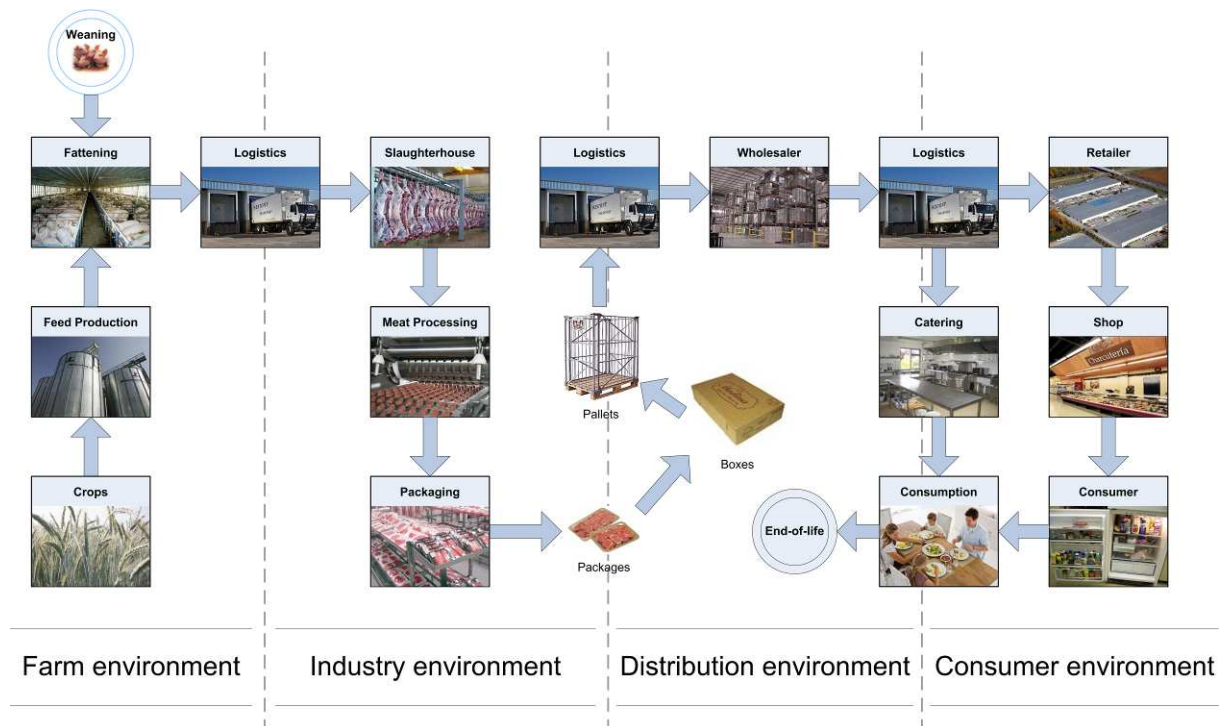 Weaning
Fattening
Logistics
Slaughterhouse
Logistics
Wholesaler
Logistics
Retailer
Feed Production
Meat Processing
Pallets
Boxes
Catering
Shop
Charcutería
Crops
Packaging
Packages
End-of-life
Consumption
Consumer
Farm environment
Industry environment
Distribution environment
Consumer environment